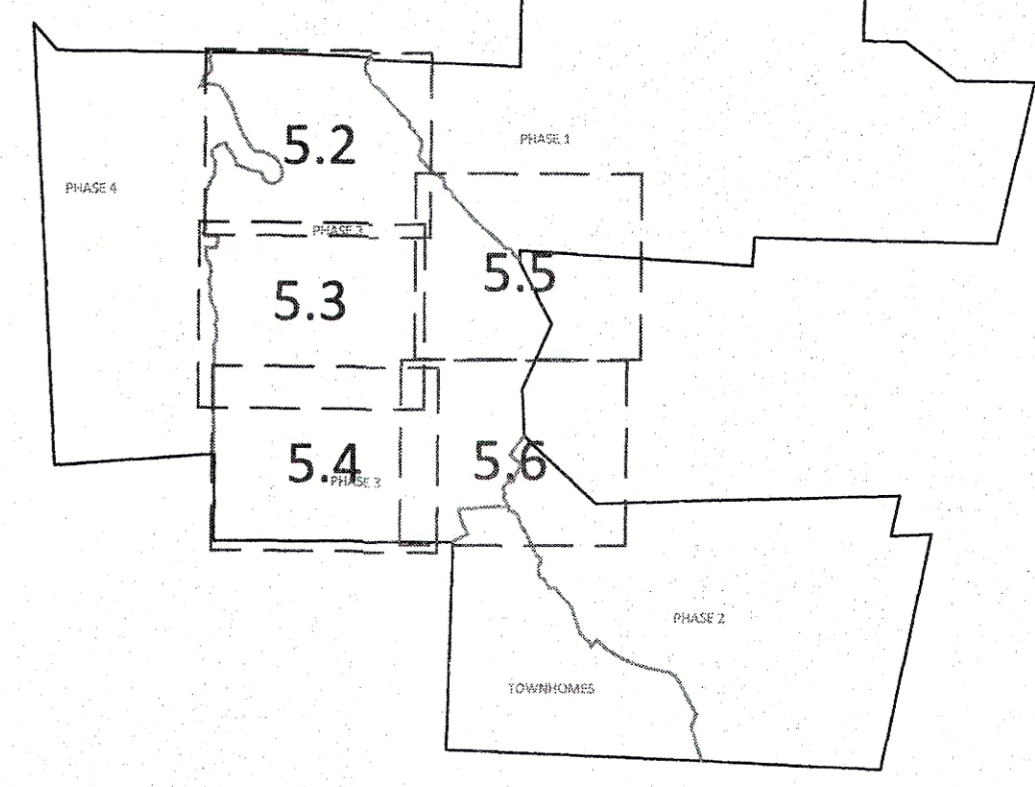 PHASE 1
5.2
PHASE 4
PHASE 3
5.5
5.3
5.4
PHASE 3
5.6
PHASE 2
TOWNHOMES